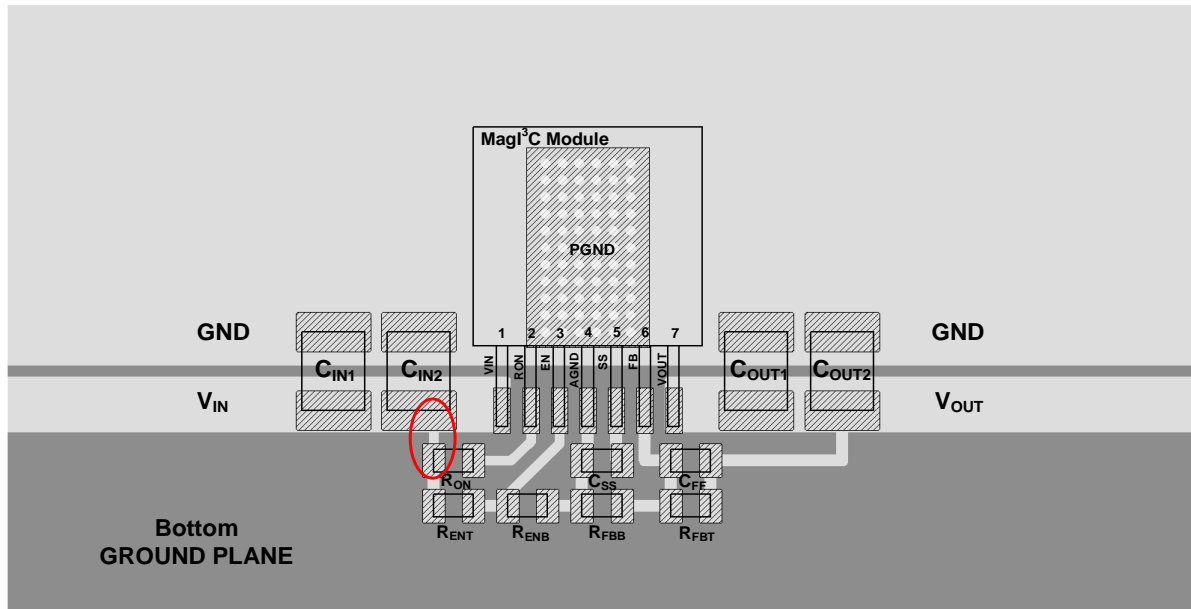 MagI³C Module
PGND
1 2 3 4 5 6 7
VIN RON EN AGND SS FB VOUT
GND GND
CIN1 CIN2 COUT1 COUT2
VIN VOUT
RON CSS CFF
RENT RENB RFBB RFBT
Bottom
GROUND PLANE